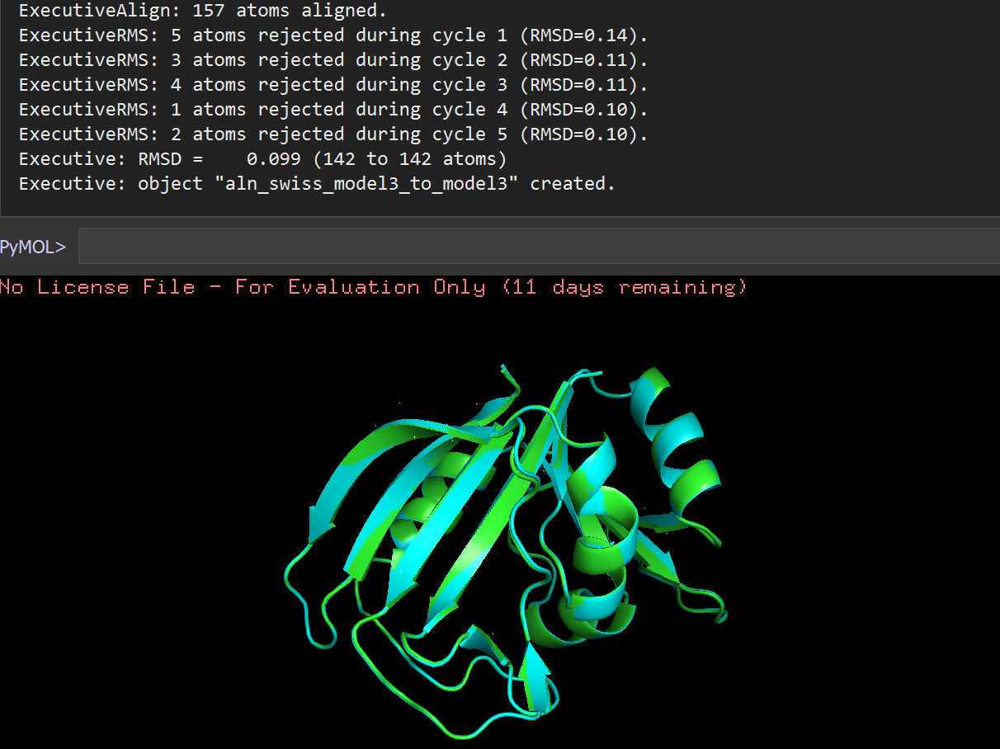 ExecutiveAlign: 157 atoms aligned.
ExecutiveRMS: 5 atoms rejected during cycle 1 (RMSD=0.14).
ExecutiveRMS: 3 atoms rejected during cycle 2 (RMSD=0.11).
ExecutiveRMS: 4 atoms rejected during cycle 3 (RMSD=0.11).
ExecutiveRMS: 1 atoms rejected during cycle 4 (RMSD=0.10).
ExecutiveRMS: 2 atoms rejected during cycle 5 (RMSD=0.10).
Executive: RMSD =    0.099 (142 to 142 atoms)
Executive: object "aln_swiss_model3_to_model3" created.
PyMOL>
No License File - For Evaluation Only (11 days remaining)